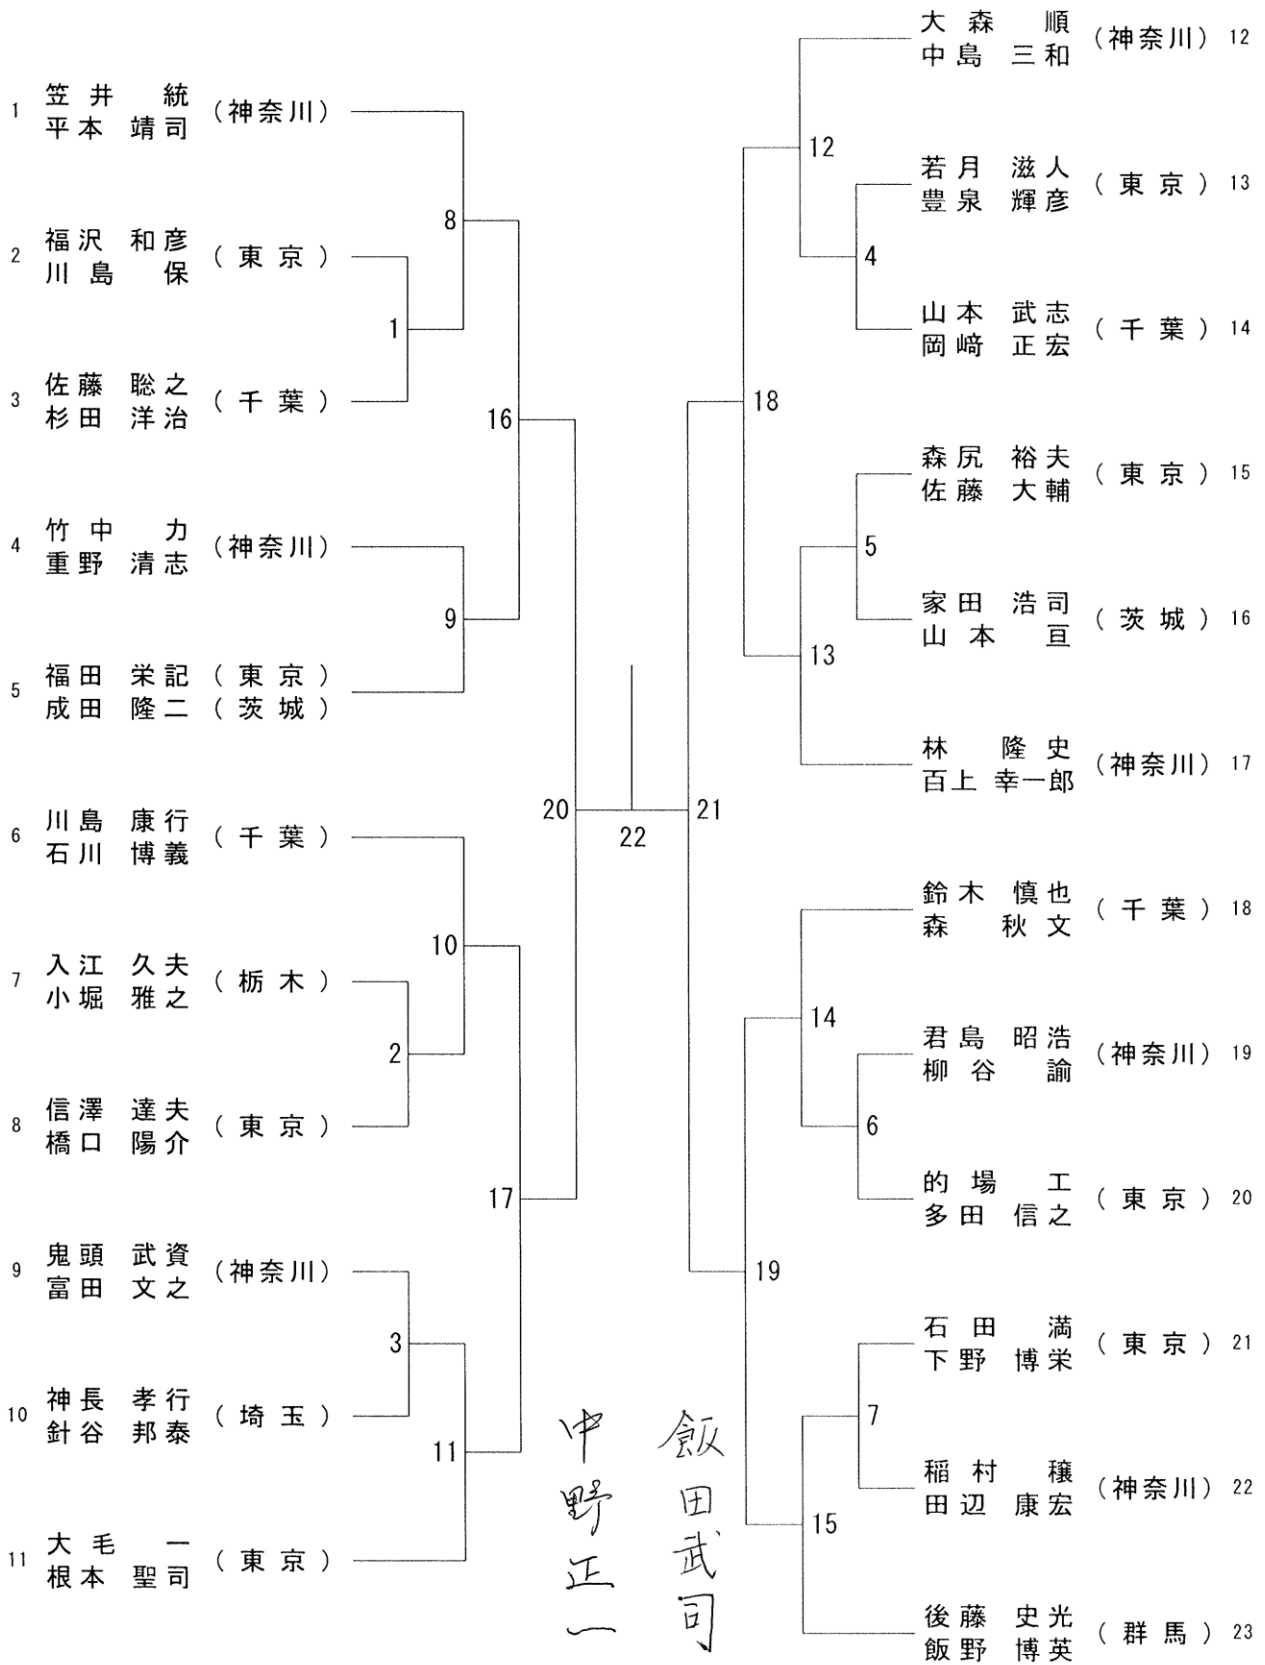 1 笠井 統 (神奈川)
平本 靖司
2 福沢 和彦 (東京)
川島 保
3 佐藤 聡之 (千葉)
杉田 洋治
4 竹中 力 (神奈川)
重野 清志
5 福田 栄記 (東京)
成田 隆二 (茨城)
6 川島 康行 (千葉)
石川 博義
7 入江 久夫 (栃木)
小堀 雅之
8 信澤 達夫 (東京)
橋口 陽介
9 鬼頭 武資 (神奈川)
富田 文之
10 神長 孝行 (埼玉)
針谷 邦泰
11 大毛 一 (東京)
根本 聖司
8
1
16
9
20
10
2
17
3
11
22
中野正一
飯田武司
21
18
12
4
5
13
14
6
19
7
15
大森 順 (神奈川) 12
中島 三和
若月 滋人 (東京) 13
豊泉 輝彦
山本 武志 (千葉) 14
岡﨑 正宏
森尻 裕夫 (東京) 15
佐藤 大輔
家田 浩司 (茨城) 16
山本 亘
林 隆史 (神奈川) 17
百上 幸一郎
鈴木 慎也 (千葉) 18
森 秋文
君島 昭浩 (神奈川) 19
柳谷 諭
的場 工 (東京) 20
多田 信之
石田 満 (東京) 21
下野 博栄
稲村 穣 (神奈川) 22
田辺 康宏
後藤 史光 (群馬) 23
飯野 博英